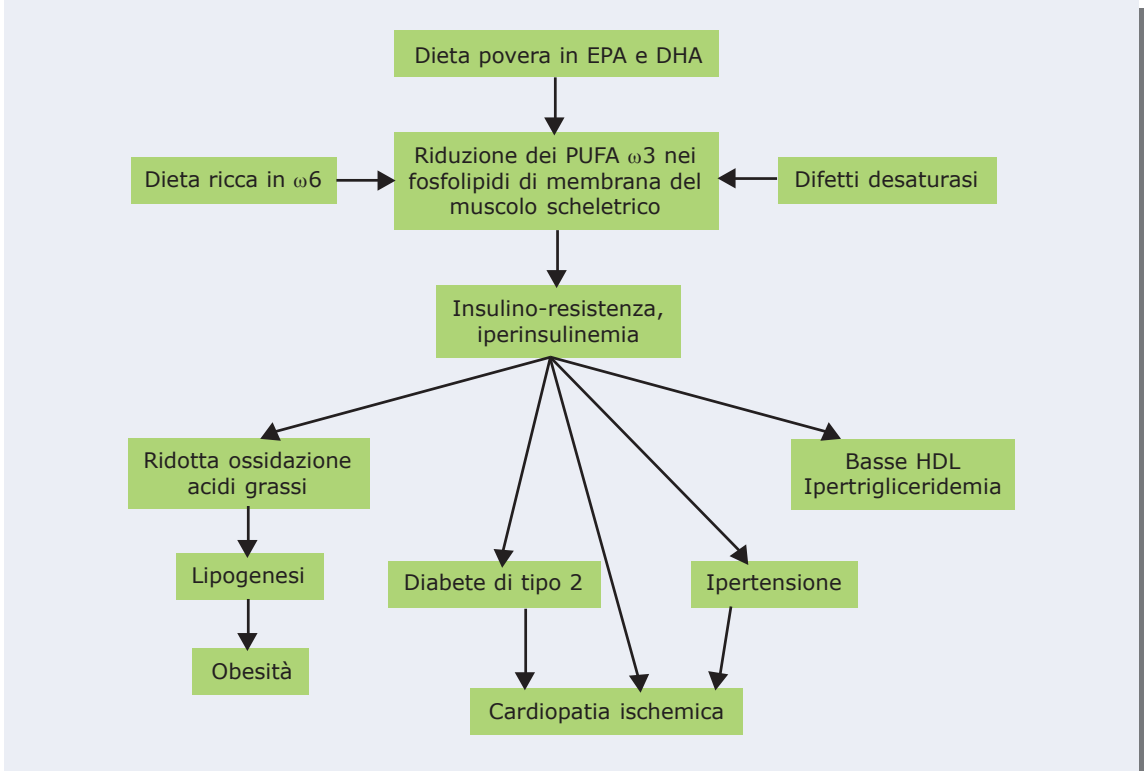 Dieta povera in EPA e DHA
Dieta ricca in ω6
Riduzione dei PUFA ω3 nei
fosfolipidi di membrana del
muscolo scheletrico
Difetti desaturasi
Insulino-resistenza,
iperinsulinemia
Ridotta ossidazione
acidi grassi
Basse HDL
Ipertrigliceridemia
Lipogenesi
Diabete di tipo 2
Ipertensione
Obesità
Cardiopatia ischemica